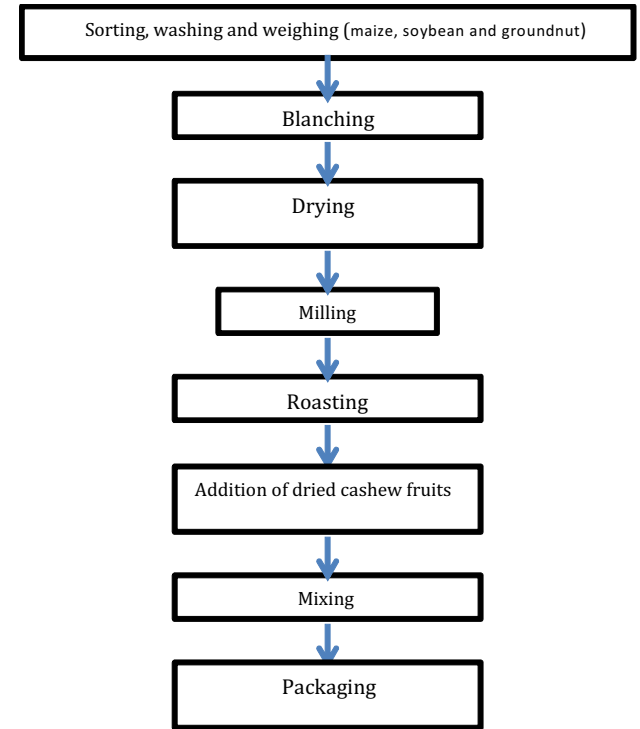 Sorting, washing and weighing (maize, soybean and groundnut)
Blanching
Drying
Milling
Roasting
Addition of dried cashew fruits
Mixing
Packaging